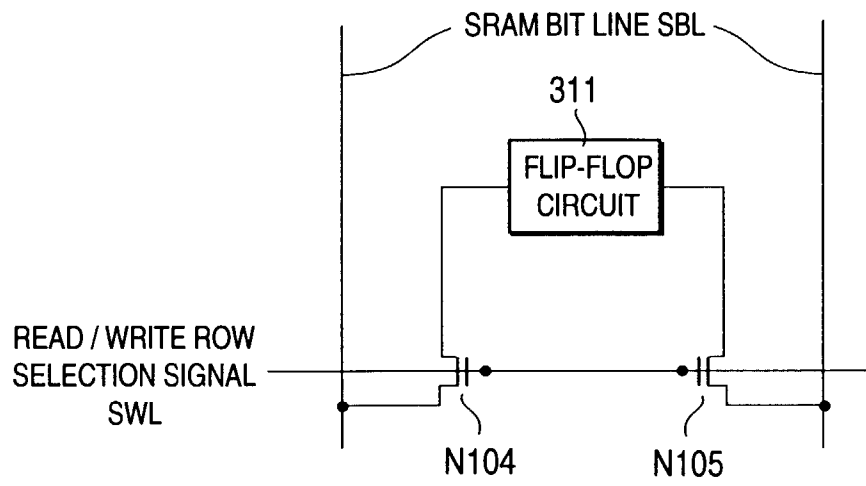 SRAM BIT LINE SBL
311
FLIP-FLOP
CIRCUIT
READ / WRITE ROW
SELECTION SIGNAL
SWL
N104
N105